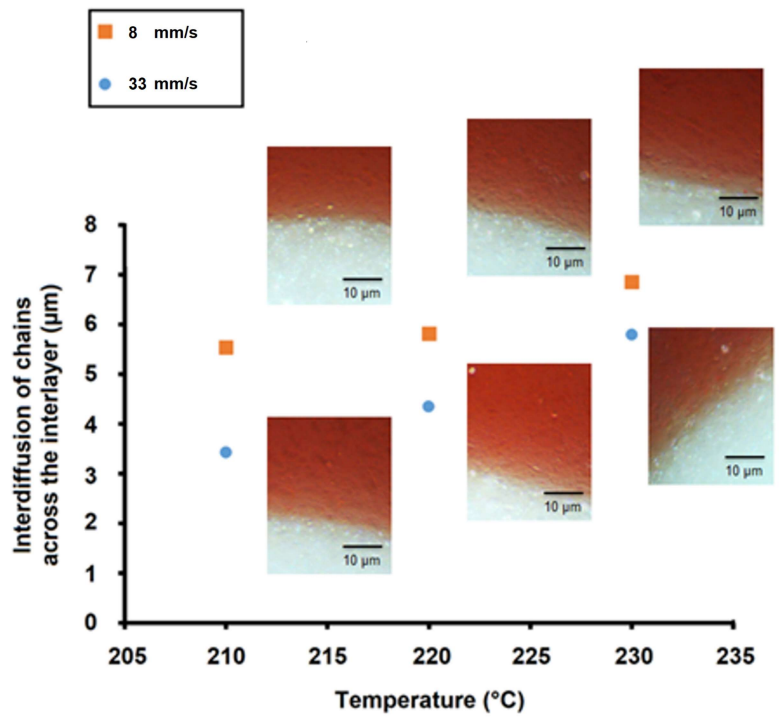 8 mm/s
33 mm/s
10 µm
10 µm
10 µm
10 µm
10 µm
10 µm
Interdiffusion of chains
across the interlayer (µm)
8
7
6
5
4
3
2
1
0
205 210 215 220 225 230 235
Temperature (°C)